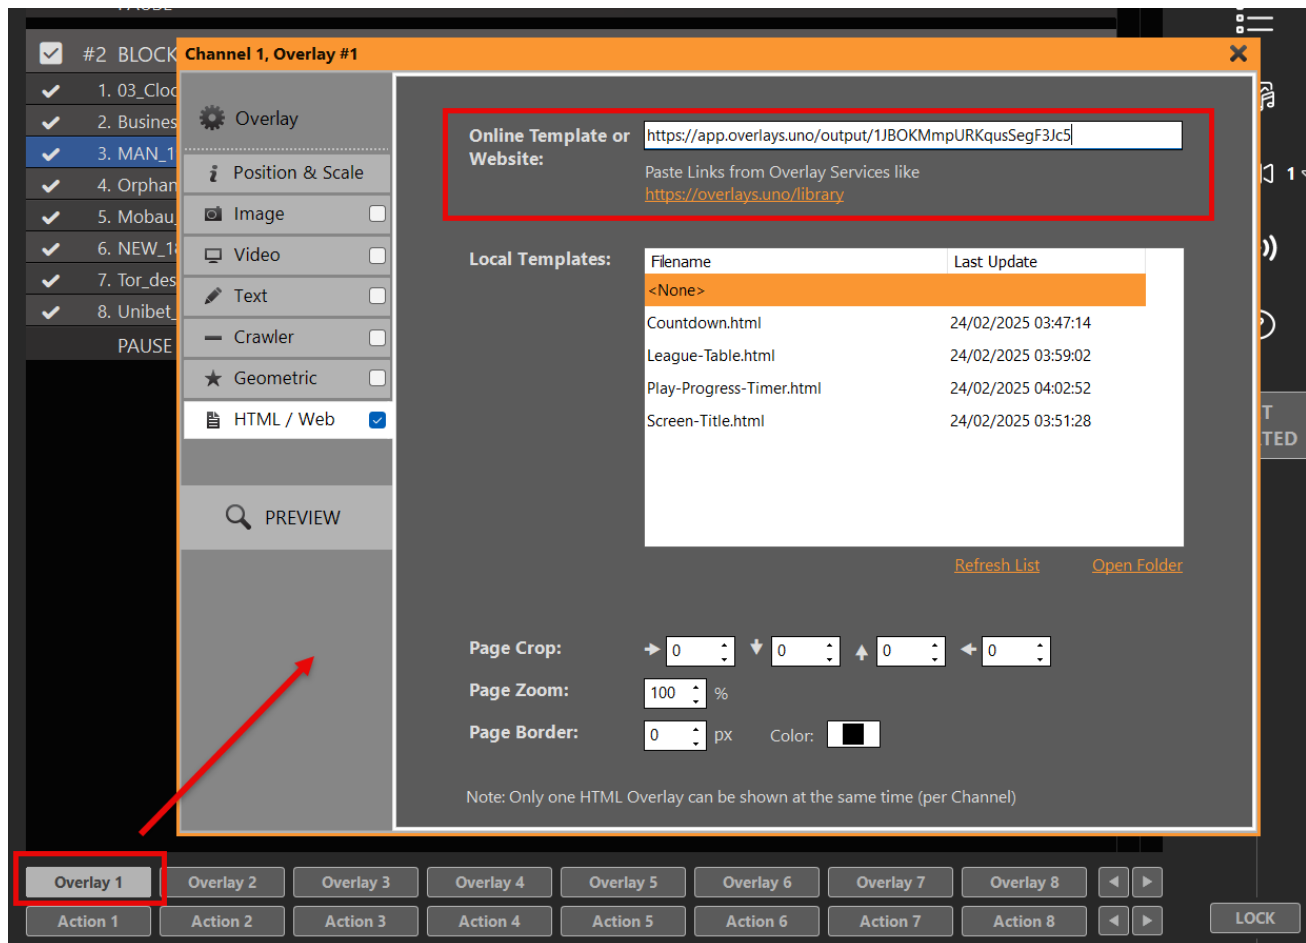 PAUSE
#2 BLOCK
1. 03_Cloc
2. Busines
3. MAN_1
4. Orphan
5. Mobau_
6. NEW_18
7. Tor_des
8. Unibet_
PAUSE
Channel 1, Overlay #1
Overlay
Position & Scale
Image
Video
Text
Crawler
Geometric
HTML / Web
PREVIEW
Online Template or
Website:
https://app.overlays.uno/output/1JBOKMmpURKqusSegF3Jc5
Paste Links from Overlay Services like
https://overlays.uno/library
Local Templates:
Filename Last Update
<None>
Countdown.html 24/02/2025 03:47:14
League-Table.html 24/02/2025 03:59:02
Play-Progress-Timer.html 24/02/2025 04:02:52
Screen-Title.html 24/02/2025 03:51:28
Refresh List Open Folder
Page Crop: 0 0 0 0
Page Zoom: 100 %
Page Border: 0 px Color:
Note: Only one HTML Overlay can be shown at the same time (per Channel)
1
T
TED
Overlay 1 Overlay 2 Overlay 3 Overlay 4 Overlay 5 Overlay 6 Overlay 7 Overlay 8
Action 1 Action 2 Action 3 Action 4 Action 5 Action 6 Action 7 Action 8
LOCK